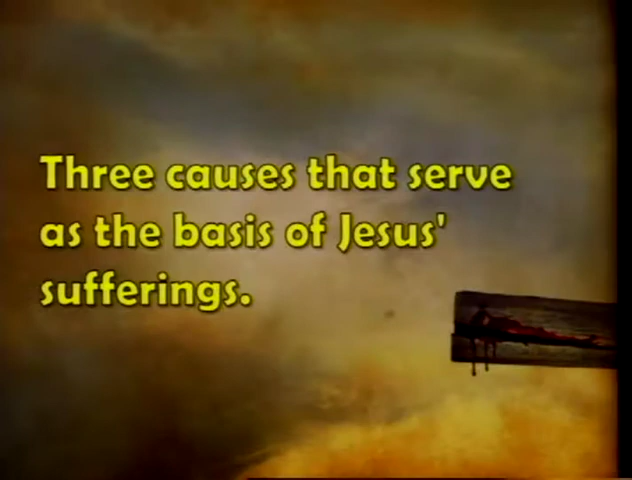 Three causes that serve
as the basis of Jesus'
sufferings.